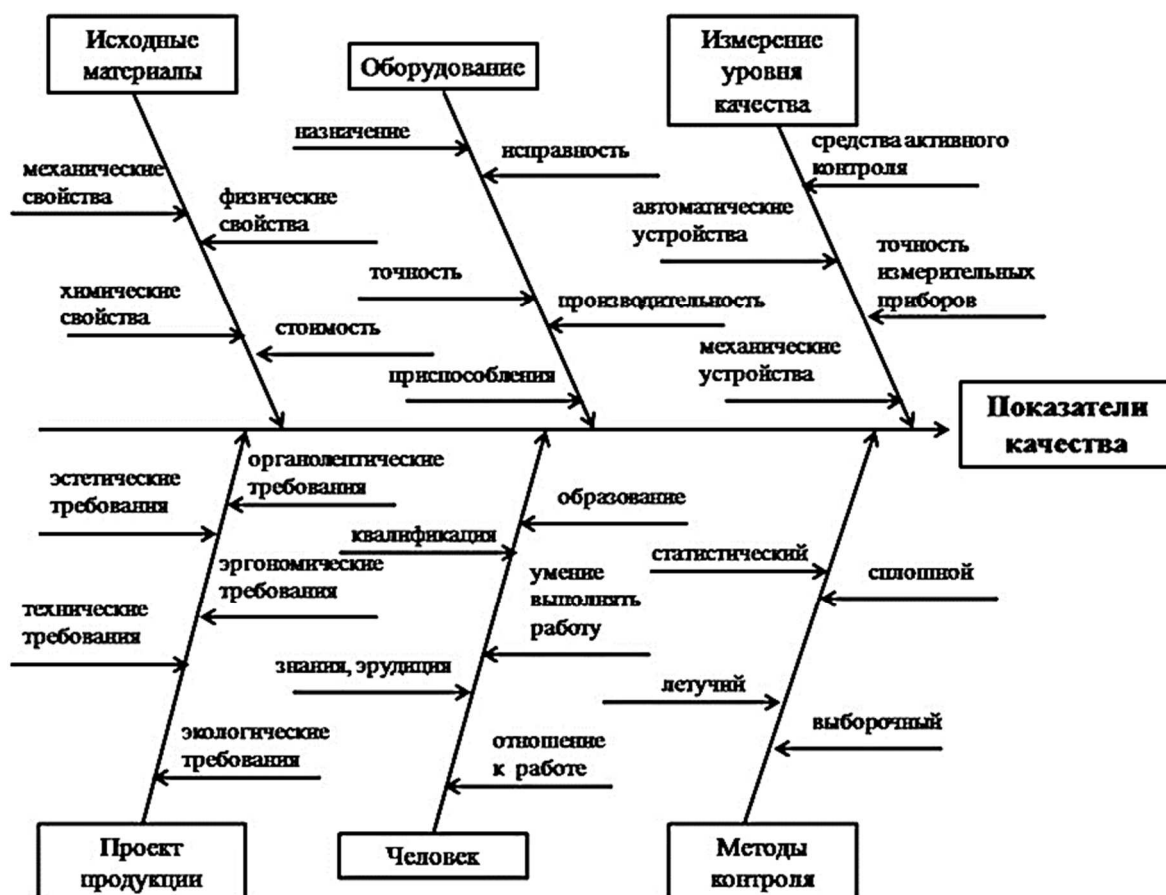 Исходные
материалы
Оборудование
Измерение
уровня
качества
назначение
исправность
средства активного
контроля
механические
свойства
физические
свойства
автоматические
устройства
точность
измерительных
приборов
точность
химические
свойства
производительность
стоимость
механические
устройства
приспособления
Показатели
качества
эстетические
требования
органолептические
требования
образование
квалификация
статистический
сплошной
эргономические
требования
умение
выполнять
работу
технические
требования
знания, эрудиция
летучий
выборочный
экологические
требования
отношение
к работе
Проект
продукции
Человек
Методы
контроля